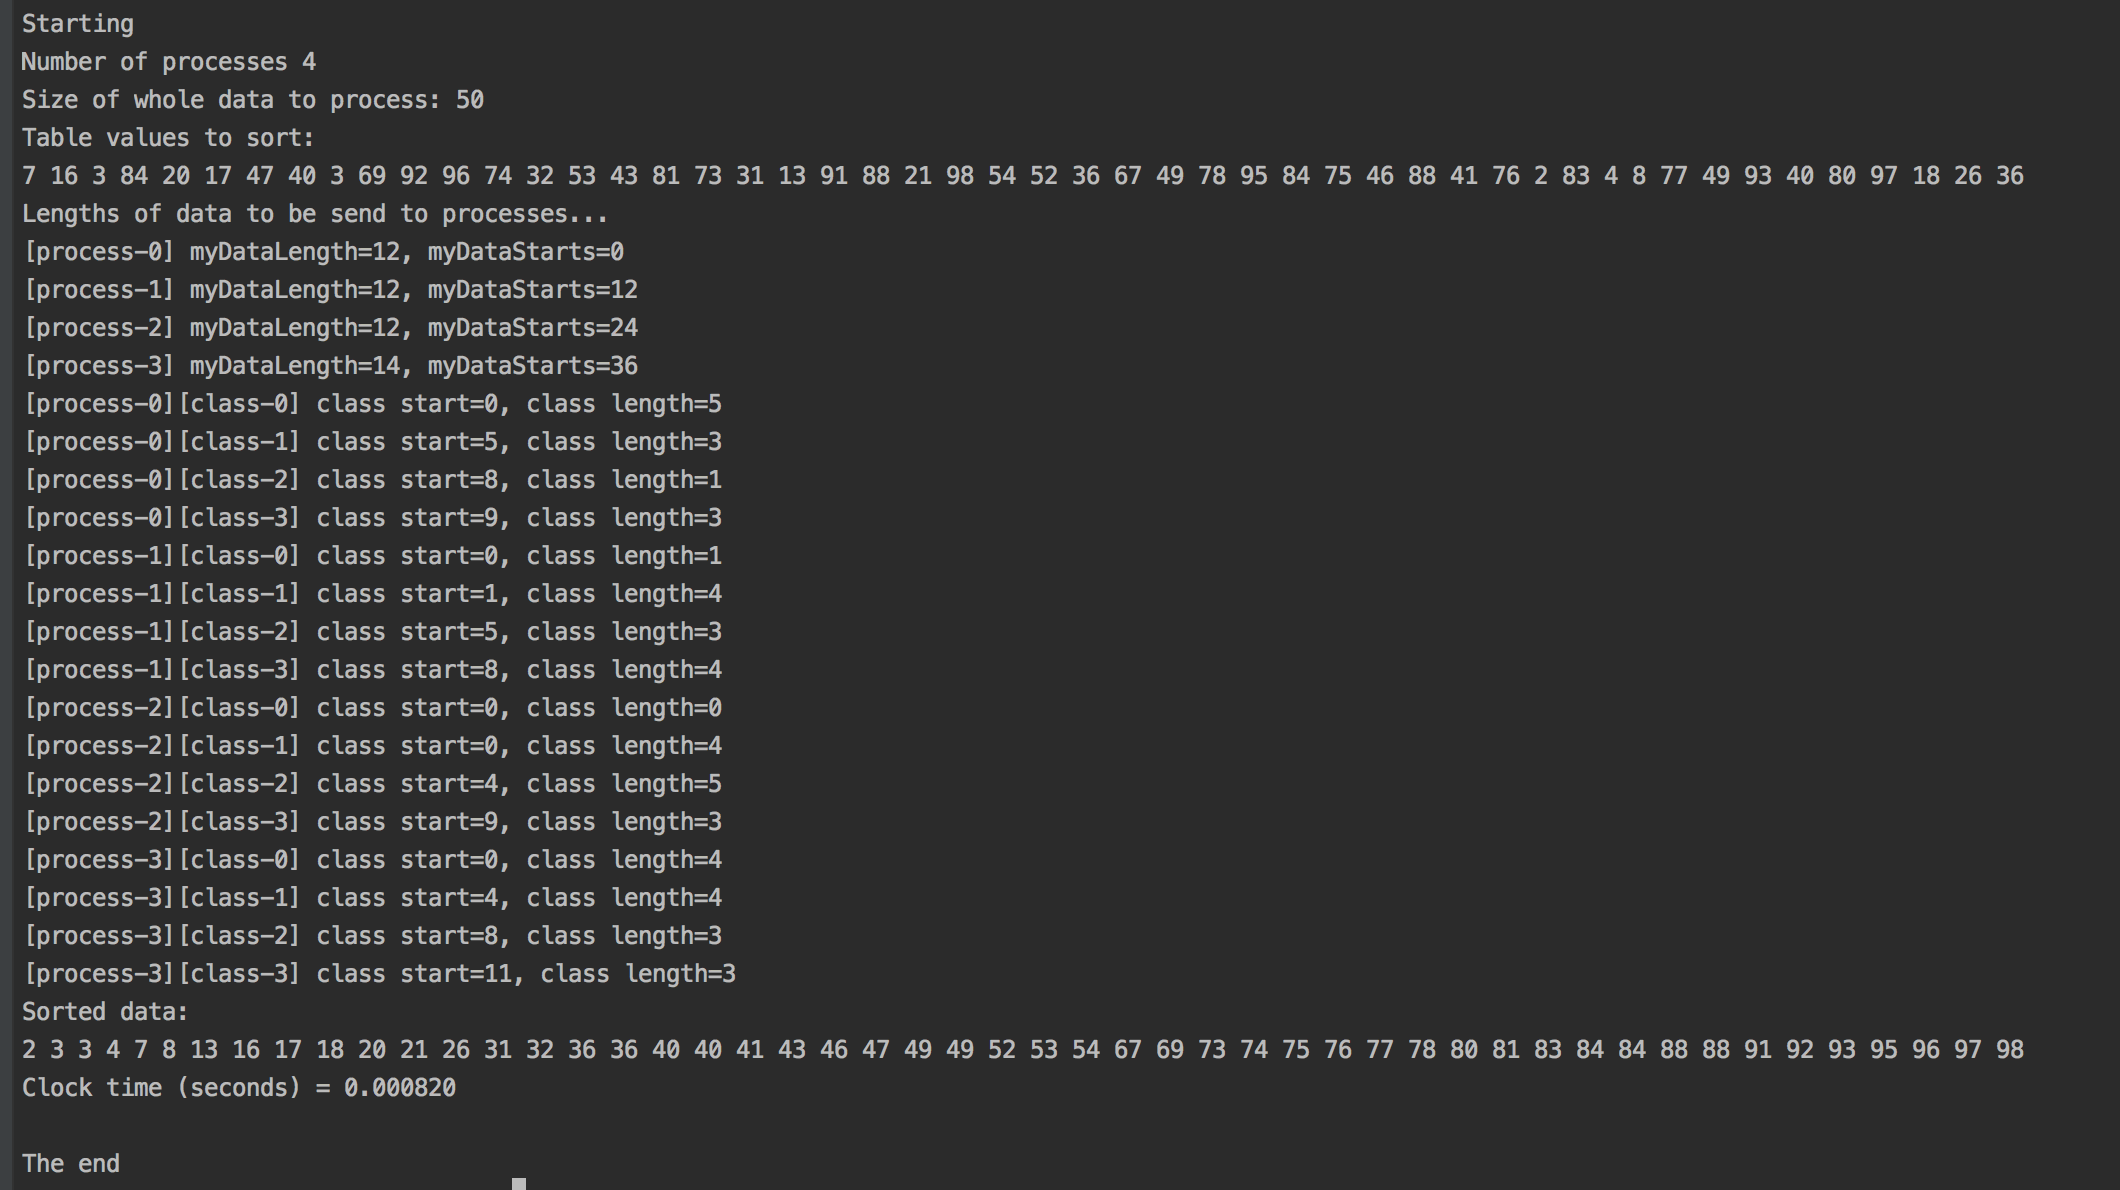 Starting
Number of processes 4
Size of whole data to process: 50
Table values to sort:
7 16 3 84 20 17 47 40 3 69 92 96 74 32 53 43 81 73 31 13 91 88 21 98 54 52 36 67 49 78 95 84 75 46 88 41 76 2 83 4 8 77 49 93 40 80 97 18 26 36
Lengths of data to be send to processes...
[process-0] myDataLength=12, myDataStarts=0
[process-1] myDataLength=12, myDataStarts=12
[process-2] myDataLength=12, myDataStarts=24
[process-3] myDataLength=14, myDataStarts=36
[process-0][class-0] class start=0, class length=5
[process-0][class-1] class start=5, class length=3
[process-0][class-2] class start=8, class length=1
[process-0][class-3] class start=9, class length=3
[process-1][class-0] class start=0, class length=1
[process-1][class-1] class start=1, class length=4
[process-1][class-2] class start=5, class length=3
[process-1][class-3] class start=8, class length=4
[process-2][class-0] class start=0, class length=0
[process-2][class-1] class start=0, class length=4
[process-2][class-2] class start=4, class length=5
[process-2][class-3] class start=9, class length=3
[process-3][class-0] class start=0, class length=4
[process-3][class-1] class start=4, class length=4
[process-3][class-2] class start=8, class length=3
[process-3][class-3] class start=11, class length=3
Sorted data:
2 3 3 4 7 8 13 16 17 18 20 21 26 31 32 36 36 40 40 41 43 46 47 49 49 52 53 54 67 69 73 74 75 76 77 78 80 81 83 84 84 88 88 91 92 93 95 96 97 98
Clock time (seconds) = 0.000820
The end